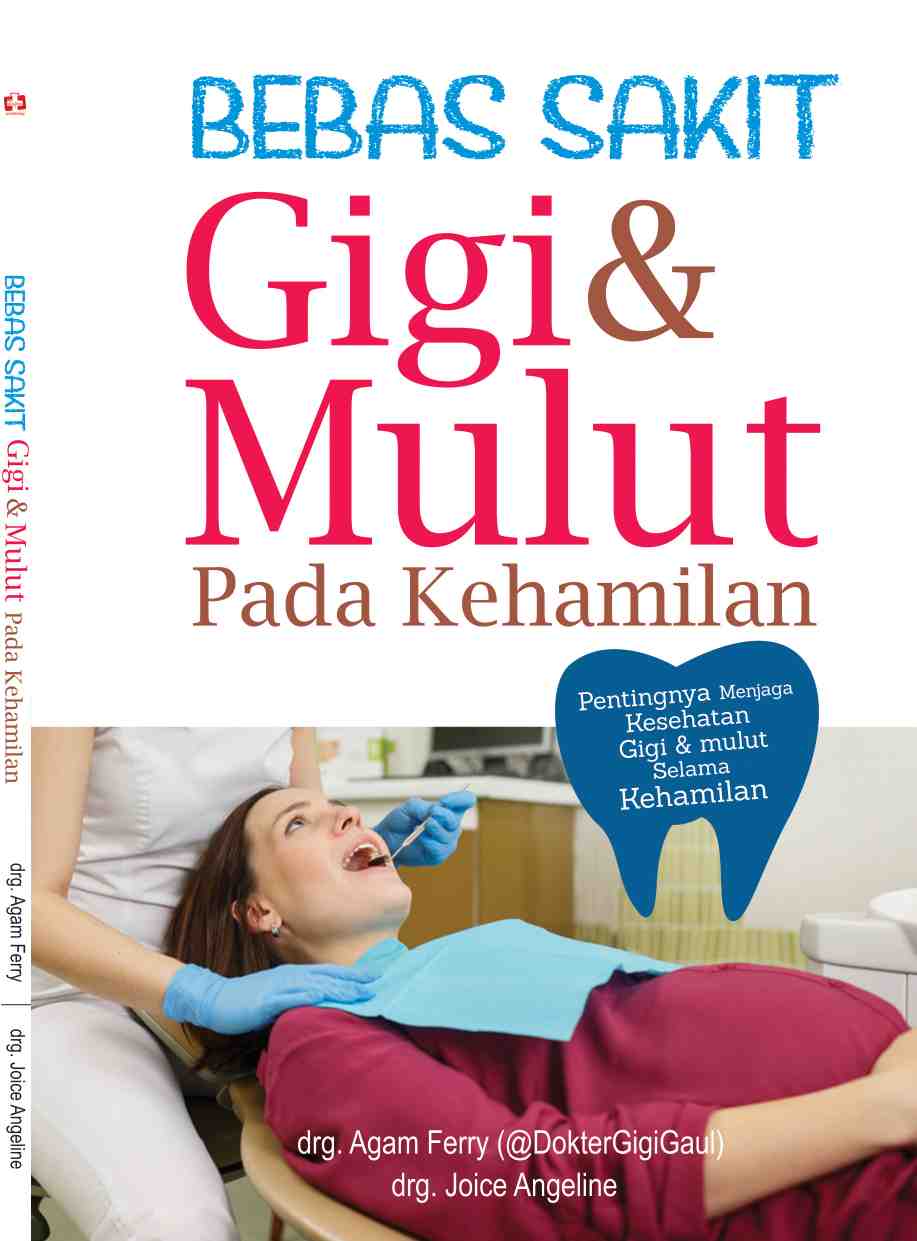 BEBAS SAKIT
Gigi &
Mulut
Pada Kehamilan
Pentingnya Menjaga
Kesehatan
Gigi & mulut
Selama
Kehamilan
drg. Agam Ferry (@DokterGigiGaul)
drg. Joice Angeline
BEBAS SAKIT Gigi & Mulut Pada Kehamilan
drg. Agam Ferry | drg. Joice Angeline